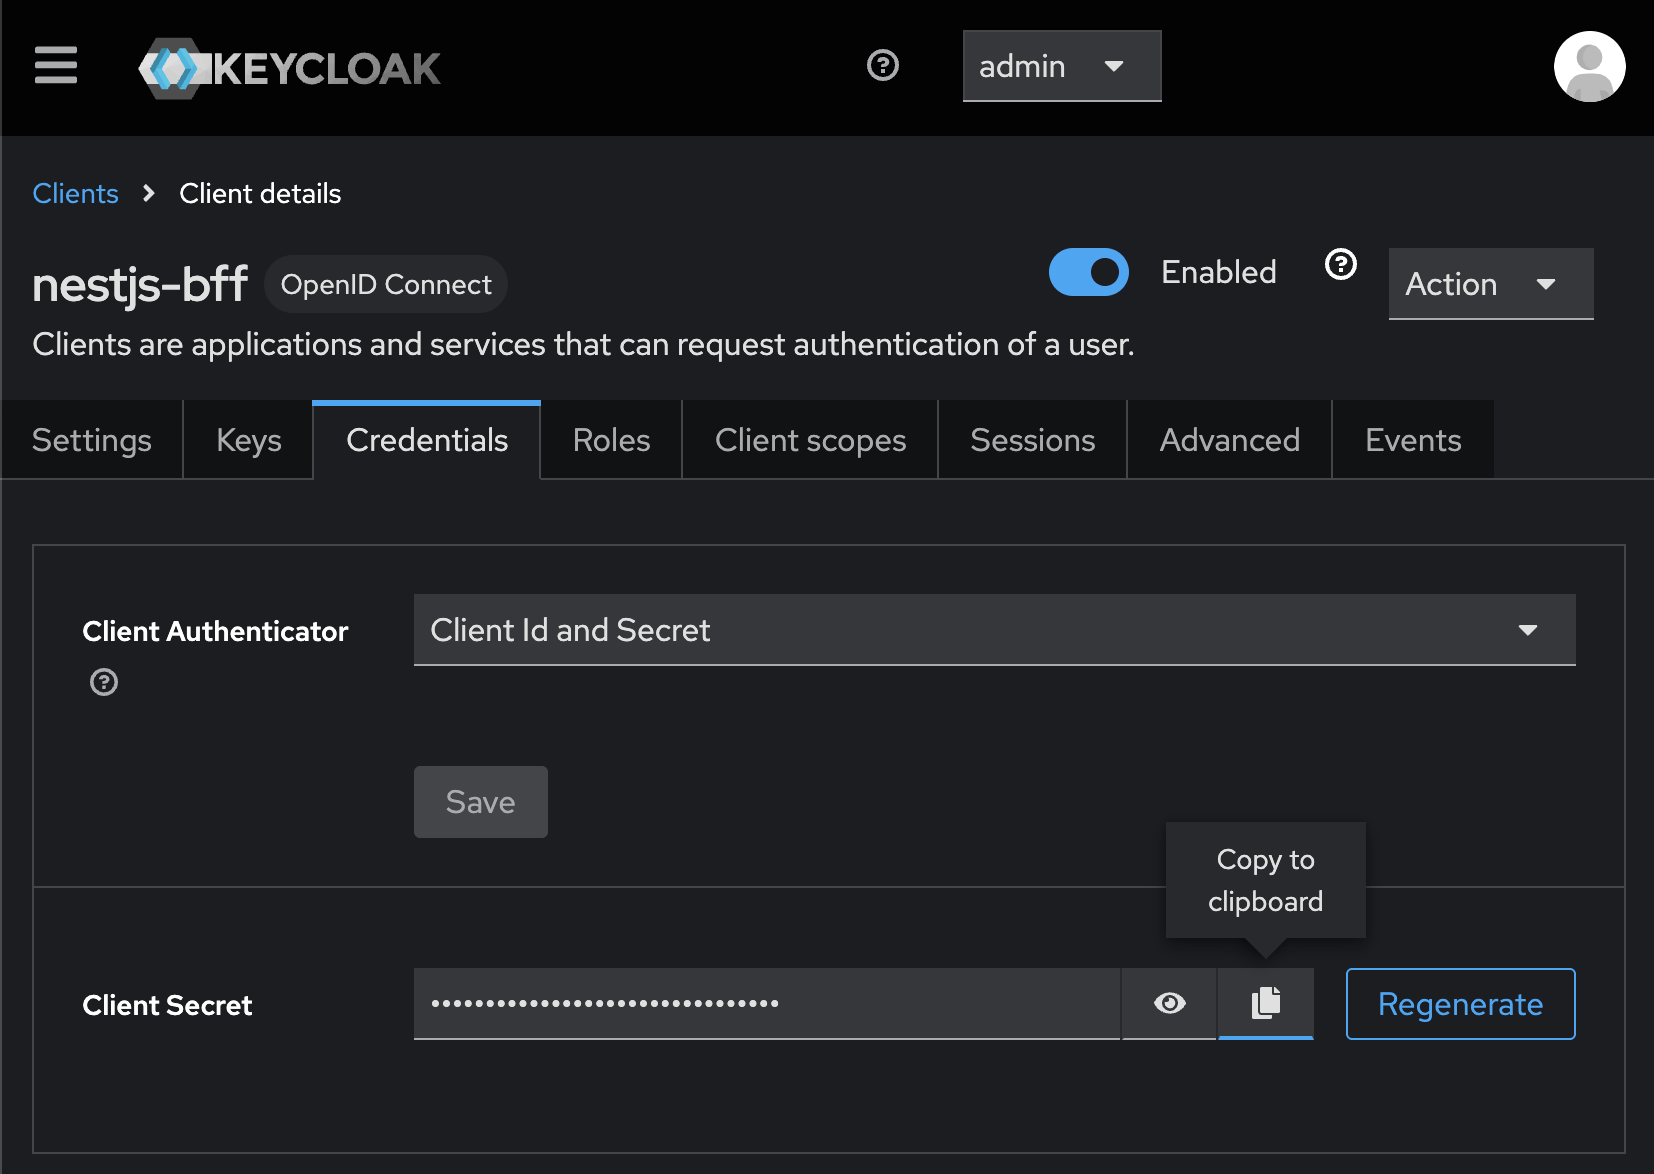 KEYCLOAK
admin
Clients
Client details
nestjs-bff
OpenID Connect
Enabled
Action
Clients are applications and services that can request authentication of a user.
Settings
Keys
Credentials
Roles
Client scopes
Sessions
Advanced
Events
Client Authenticator
Client Id and Secret
Save
Copy to
clipboard
Client Secret
Regenerate